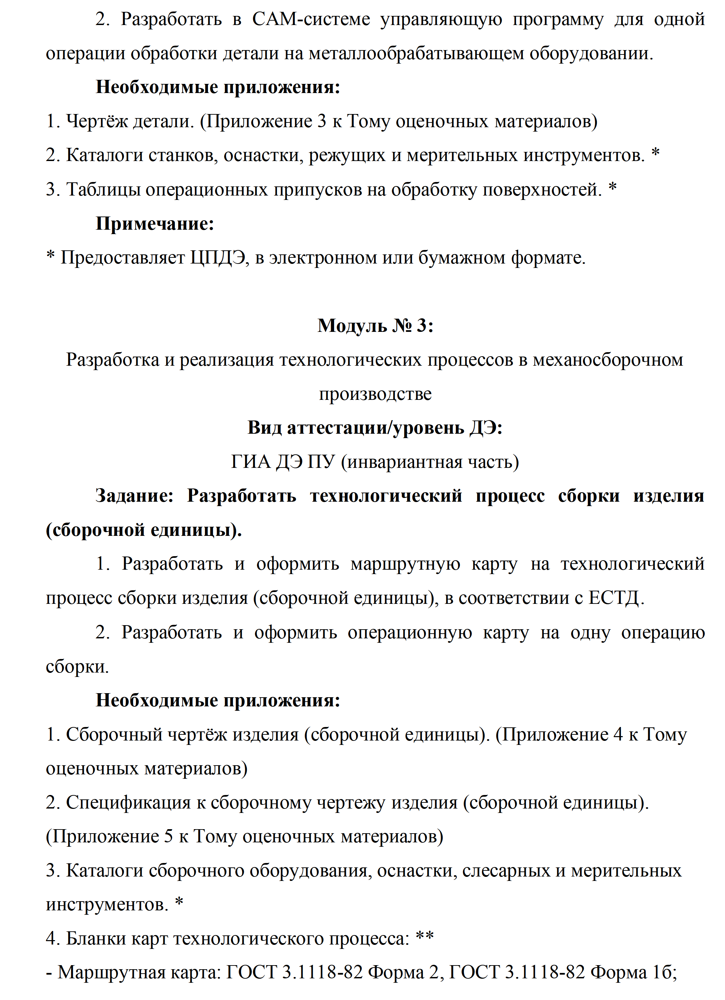 2. Разработать в САМ-системе управляющую программу для одной
операции обработки детали на металлообрабатывающем оборудовании.
Необходимые приложения:
1. Чертёж детали. (Приложение 3 к Тому оценочных материалов)
2. Каталоги станков, оснастки, режущих и мерительных инструментов. *
3. Таблицы операционных припусков на обработку поверхностей. *
Примечание:
* Предоставляет ЦПДЭ, в электронном или бумажном формате.
Модуль № 3:
Разработка и реализация технологических процессов в механосборочном
производстве
Вид аттестации/уровень ДЭ:
ГИА ДЭ ПУ (инвариантная часть)
Задание: Разработать технологический процесс сборки изделия
(сборочной единицы).
1. Разработать и оформить маршрутную карту на технологический
процесс сборки изделия (сборочной единицы), в соответствии с ЕСТД.
2. Разработать и оформить операционную карту на одну операцию
сборки.
Необходимые приложения:
1. Сборочный чертёж изделия (сборочной единицы). (Приложение 4 к Тому
оценочных материалов)
2. Спецификация к сборочному чертежу изделия (сборочной единицы).
(Приложение 5 к Тому оценочных материалов)
3. Каталоги сборочного оборудования, оснастки, слесарных и мерительных
инструментов. *
4. Бланки карт технологического процесса: **
- Маршрутная карта: ГОСТ 3.1118-82 Форма 2, ГОСТ 3.1118-82 Форма 1б;